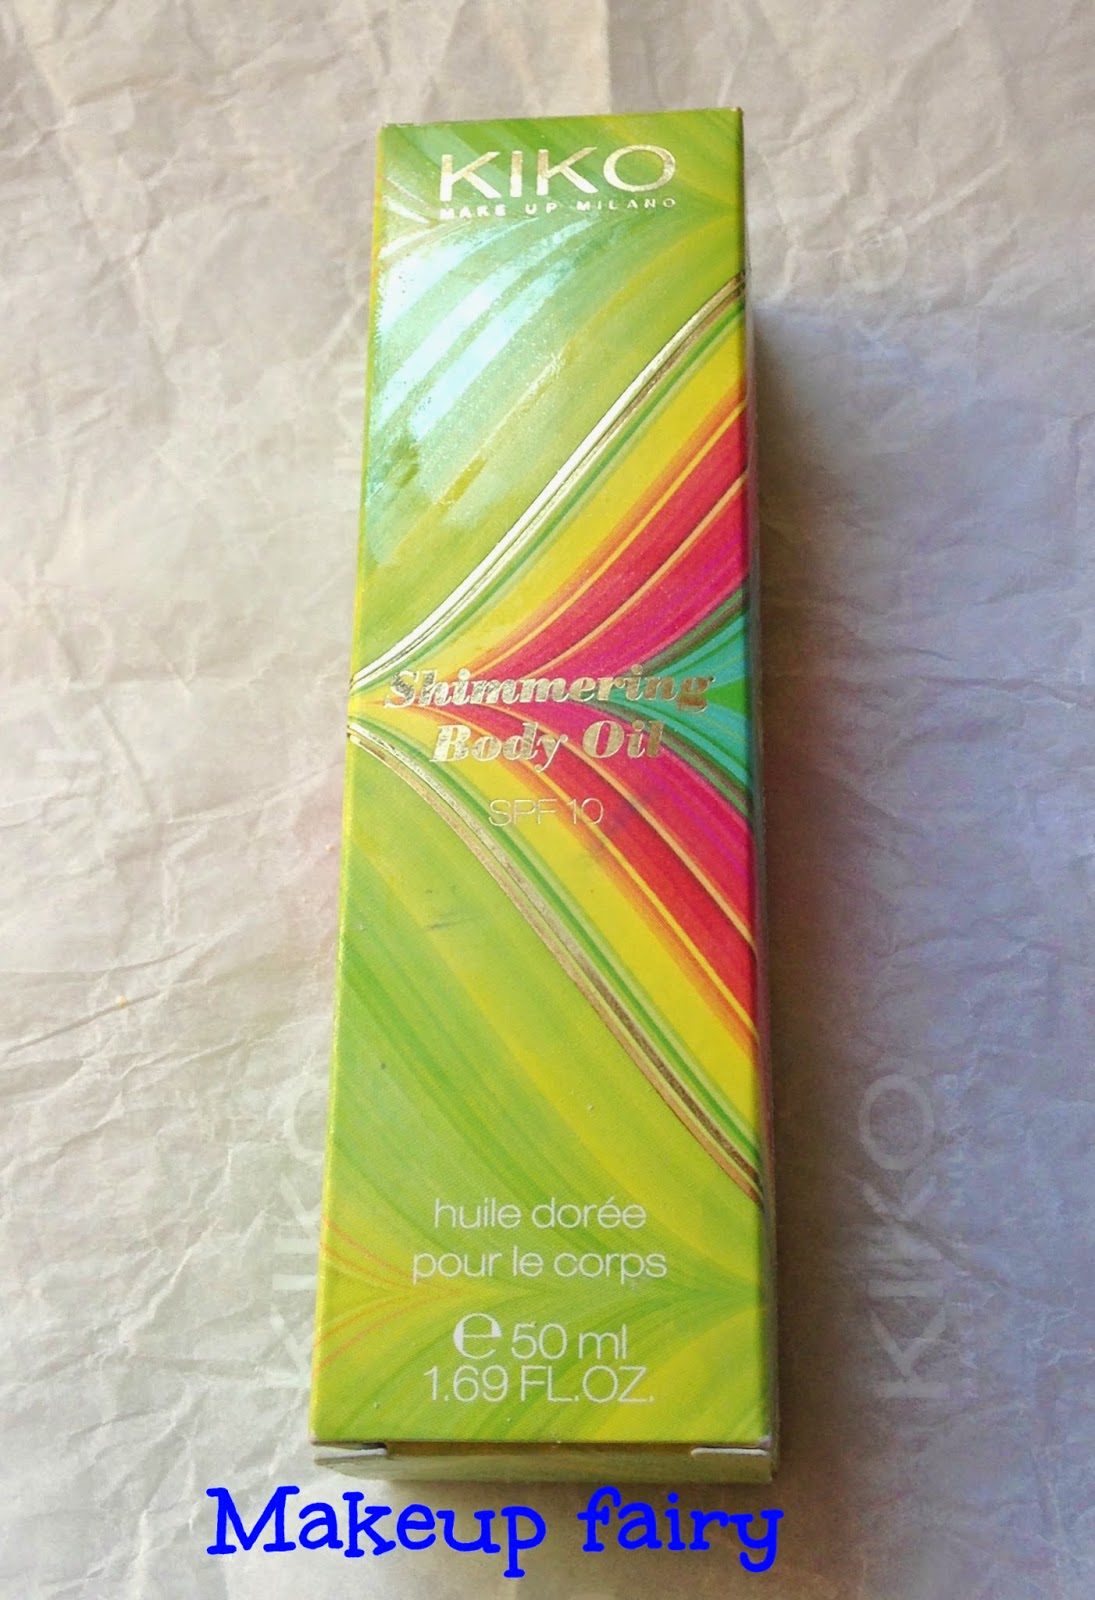 KIKO
MAKE UP MILANO
Shimmering
Body Oil
SPF 10
huile dorée
pour le corps
e 50 ml
1.69 FL.OZ.
KIKO
KIKO
Makeup fairy